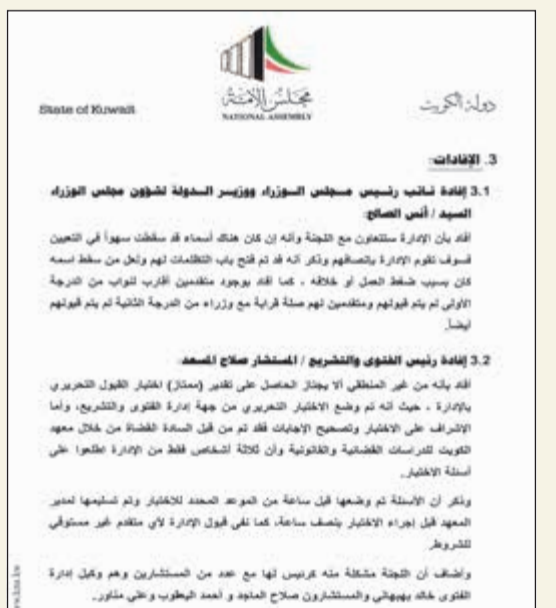 State of Kuwait
مجلس الأمة
NATIONAL ASSEMBLY
دولة الكويت
3. الإفادات:
3.1 إفادة نائب رئيس مجلس الوزراء ووزير الدولة لشؤون مجلس الوزراء
السيد / أنس الصالح:
أفاد بأن الإدارة ستتعاون مع اللجنة وأنه إن كان هناك أسماء قد سقطت سهواً في التعيين
فسوف تقوم الإدارة بإنصافهم وذكر أنه قد تم فتح باب التظلمات لهم ولعل من سقط اسمه
كان بسبب ضغط العمل أو خلافه ، كما أفاد بوجود متقدمين أقارب لنواب من الدرجة
الأولى لم يتم قبولهم ومتقدمين لهم صلة قرابة مع وزراء من الدرجة الثانية لم يتم قبولهم
أيضاً.
3.2 إفادة رئيس الفتوى والتشريع / المستشار صلاح المسعد:
أفاد بأنه من غير المنطقي ألا يجتاز الحاصل على تقدير (ممتاز) اختبار القبول التحريري
بالإدارة ، حيث أنه تم وضع الاختبار التحريري من جهة إدارة الفتوى والتشريع، وأما
الإشراف على الاختبار وتصحيح الإجابات فقد تم من قبل السادة القضاة من خلال معهد
الكويت للدراسات القضائية والقانونية وأن ثلاثة أشخاص فقط من الإدارة اطلعوا على
أسئلة الاختبار.
وذكر أن الأسئلة تم وضعها قبل ساعة من الموعد المحدد للاختبار وتم تسليمها لمدير
المعهد قبل إجراء الاختبار بنصف ساعة، كما نفى قبول الإدارة لأي متقدم غير مستوفي
للشروط.
وأضاف أن اللجنة مشكلة منه كرئيس لها مع عدد من المستشارين وهم وكيل إدارة
الفتوى خالد بهبهاني والمستشارون صلاح الماجد و أحمد اليعقوب وعلي مناور.